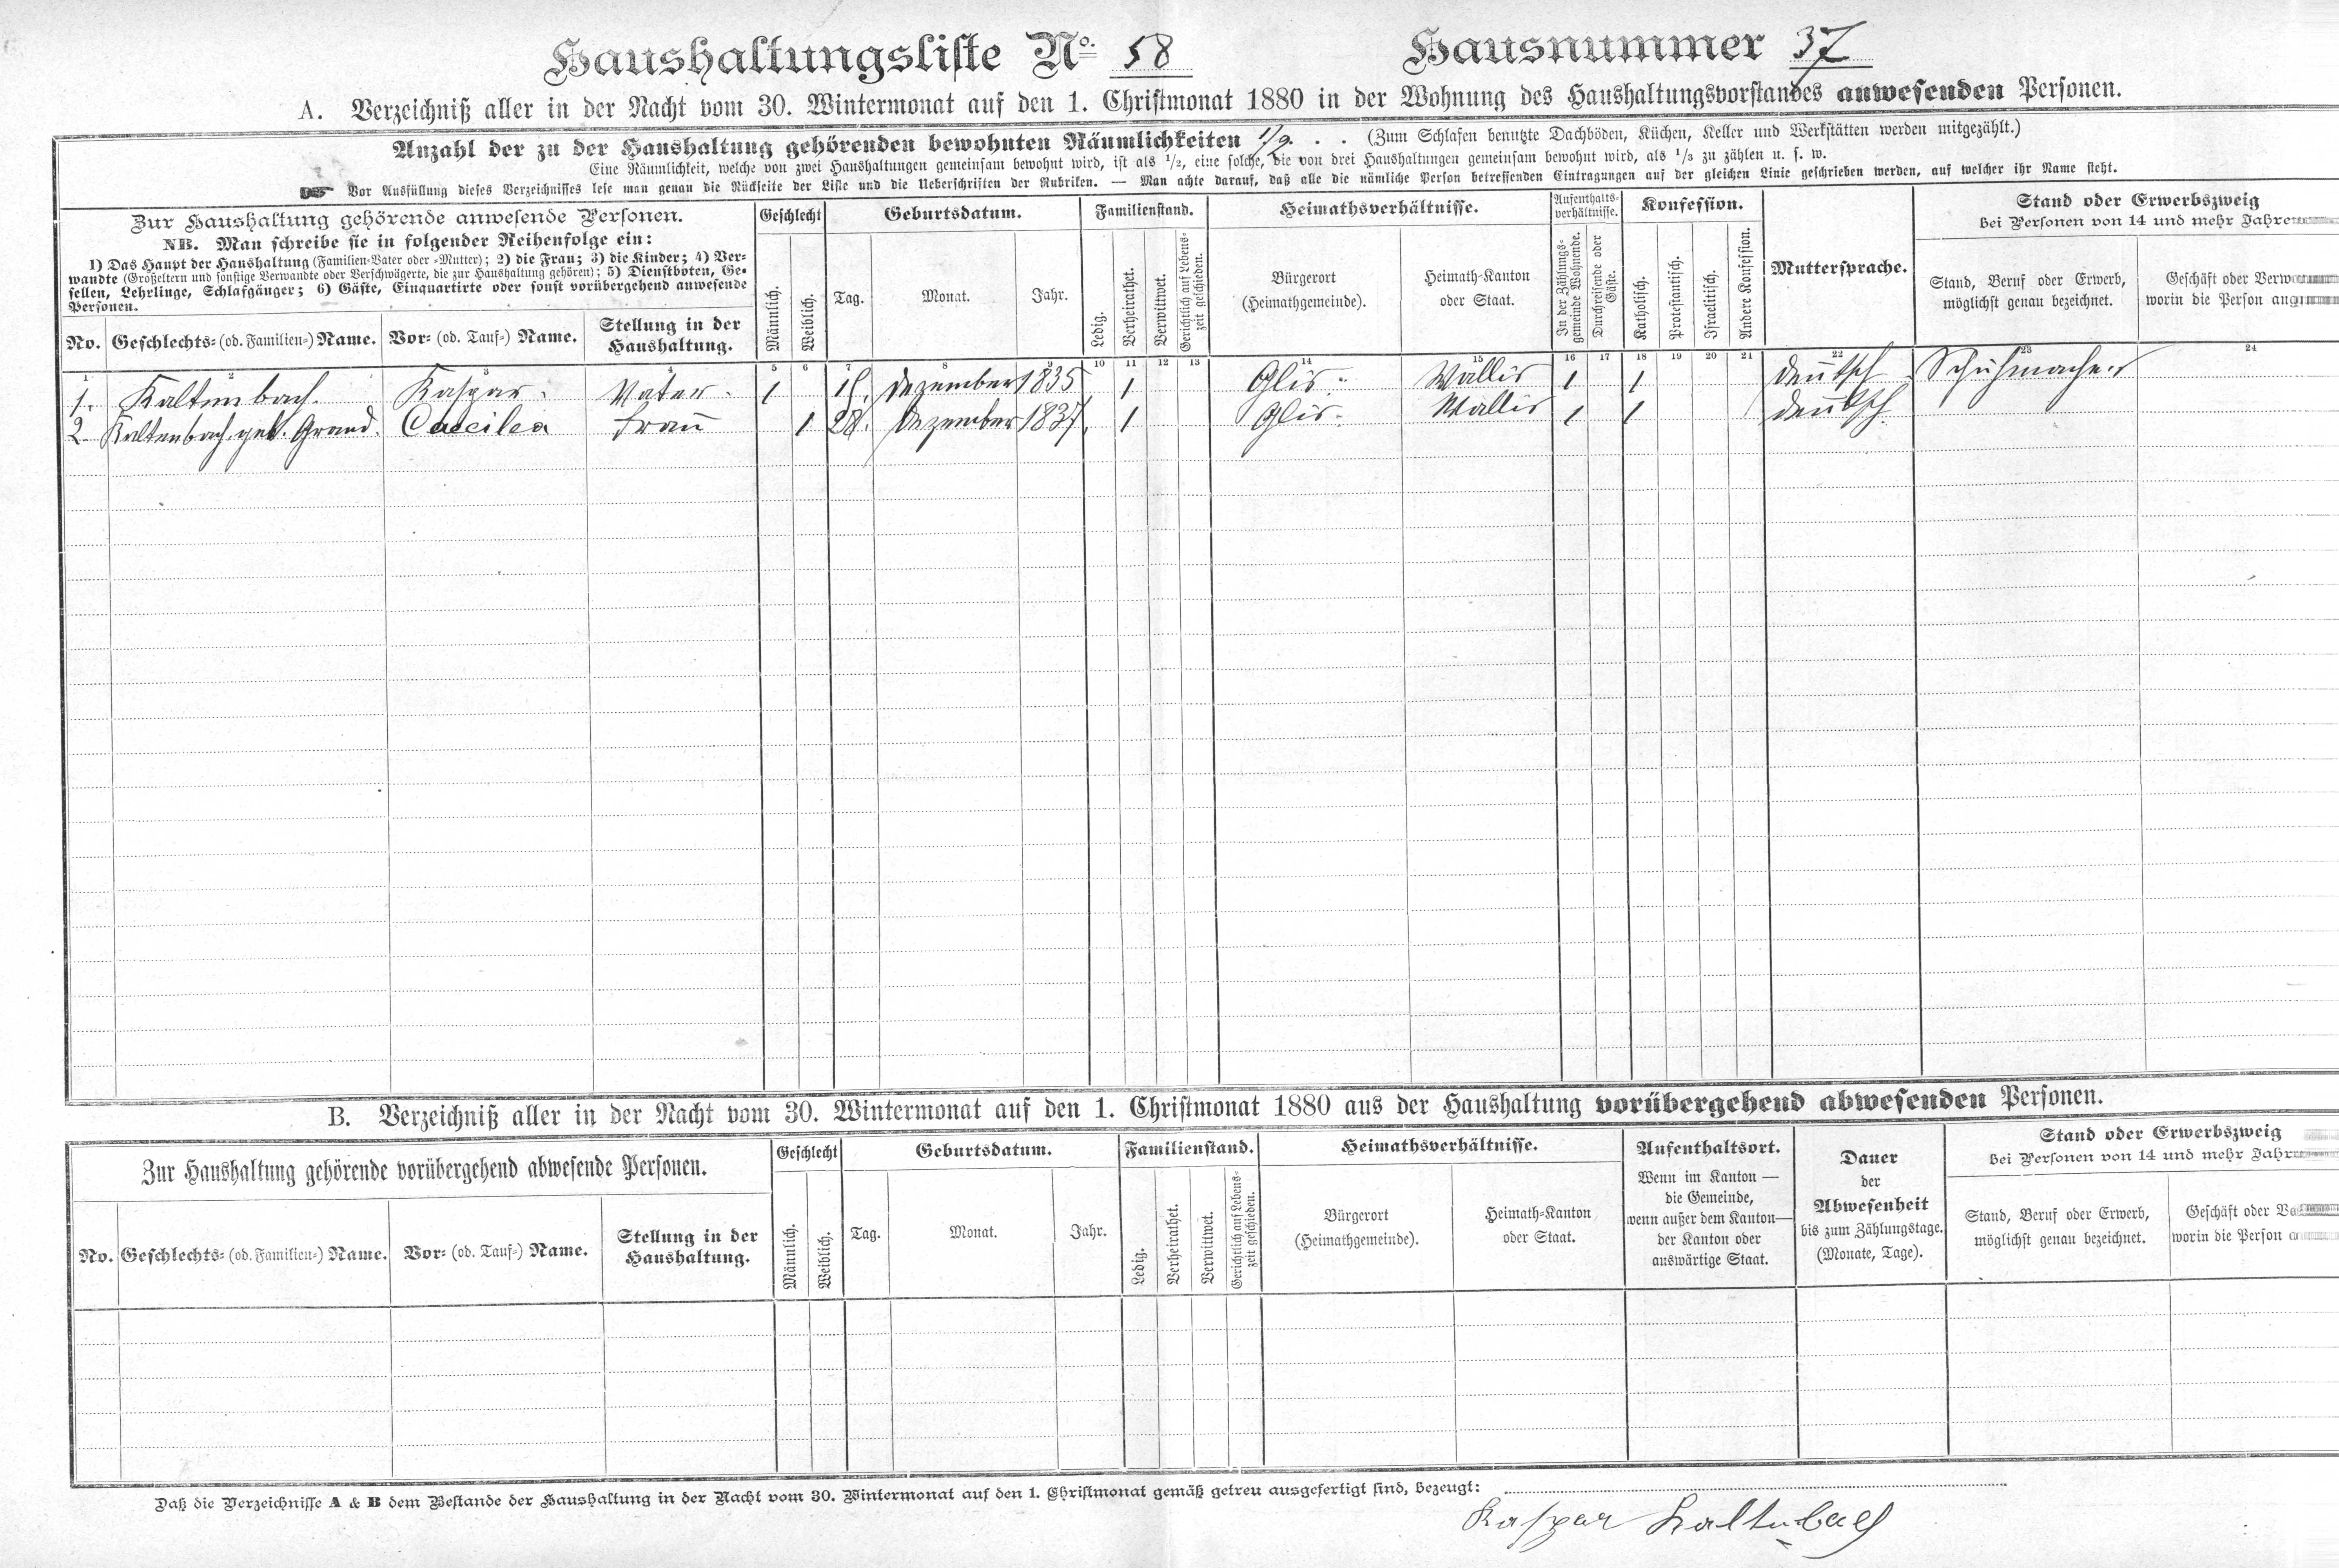 Haushaltungsliste No. 58 Hausnummer 37
A. Verzeichniß aller in der Nacht vom 30. Wintermonat auf den 1. Christmonat 1880 in der Wohnung des Haushaltungsvorstandes anwesenden Personen.
Anzahl der zu der Haushaltung gehörenden bewohnten Räumlichkeiten 1/2. . . (Zum Schlafen benutzte Dachböden, Küchen, Keller und Werkstätten werden mitgezählt.)
Eine Räumlichkeit, welche von zwei Haushaltungen gemeinsam bewohnt wird, ist als 1/2, eine solche, die von drei Haushaltungen gemeinsam bewohnt wird, als 1/3 zu zählen u. s. w.
Vor Ausfüllung dieses Verzeichnisses lese man genau die Rückseite der Liste und die Ueberschriften der Rubriken. — Man achte darauf, daß alle die nämliche Person betreffenden Eintragungen auf der gleichen Linie geschrieben werden, auf welcher ihr Name steht.
Zur Haushaltung gehörende anwesende Personen.
NB. Man schreibe sie in folgender Reihenfolge ein:
1) Das Haupt der Haushaltung (Familien-Vater oder -Mutter); 2) die Frau; 3) die Kinder; 4) Ver-
wandte (Großeltern und sonstige Verwandte oder Verschwägerte, die zur Haushaltung gehören); 5) Dienstboten, Ge-
sellen, Lehrlinge, Schlafgänger; 6) Gäste, Einquartirte oder sonst vorübergehend anwesende
Personen.
No. Geschlechts- (od. Familien-) Name. Vor- (od. Tauf-) Name. Stellung in der
Haushaltung.
Geschlecht
Männlich. Weiblich.
Geburtsdatum.
Tag. Monat. Jahr.
Familienstand.
Ledig. Verheirathet. Verwittwet. Gerichtlich auf Lebens-
zeit geschieden.
Heimathsverhältnisse.
Bürgerort
(Heimathgemeinde).
Heimath-Kanton
oder Staat.
Aufenthalts-
verhältnisse.
In der Zählungs-
gemeinde Wohnende.
Durchreisende oder
Gäste.
Konfession.
Katholisch. Protestantisch. Israelitisch. Andere Konfession.
Muttersprache.
Stand oder Erwerbszweig
bei Personen von 14 und mehr Jahren
Stand, Beruf oder Erwerb,
möglichst genau bezeichnet.
Geschäft oder
worin die Person
1 2 3 4 5 6 7 8 9 10 11 12 13 14 15 16 17 18 19 20 21 22 23 24
1. Kaltenbach. Kaspar. Vater. 1 15. Dezember 1835 1 Glis: Wallis 1 1 deutsch Schuhmacher
2. Kaltenbach geb. Grand. Caecilea Frau 1 28. Dezember 1837. 1 Glis: Wallis 1 1 deutsch.
B. Verzeichniß aller in der Nacht vom 30. Wintermonat auf den 1. Christmonat 1880 aus der Haushaltung vorübergehend abwesenden Personen.
Zur Haushaltung gehörende vorübergehend abwesende Personen.
No. Geschlechts- (od. Familien-) Name. Vor- (od. Tauf-) Name. Stellung in der
Haushaltung.
Geschlecht
Männlich. Weiblich.
Geburtsdatum.
Tag. Monat. Jahr.
Familienstand.
Ledig. Verheirathet. Verwittwet. Gerichtlich auf Lebens-
zeit geschieden.
Heimathsverhältnisse.
Bürgerort
(Heimathgemeinde).
Heimath-Kanton
oder Staat.
Aufenthaltsort.
Wenn im Kanton —
die Gemeinde,
wenn außer dem Kanton—
der Kanton oder
auswärtige Staat.
Dauer
der
Abwesenheit
bis zum Zählungstage.
(Monate, Tage).
Stand oder Erwerbszweig
bei Personen von 14 und mehr
Stand, Beruf oder Erwerb,
möglichst genau bezeichnet.
Geschäft oder
worin die Person
Daß die Verzeichnisse A & B dem Bestande der Haushaltung in der Nacht vom 30. Wintermonat auf den 1. Christmonat gemäß getreu ausgefertigt sind, bezeugt:
Kaspar Kaltenbach